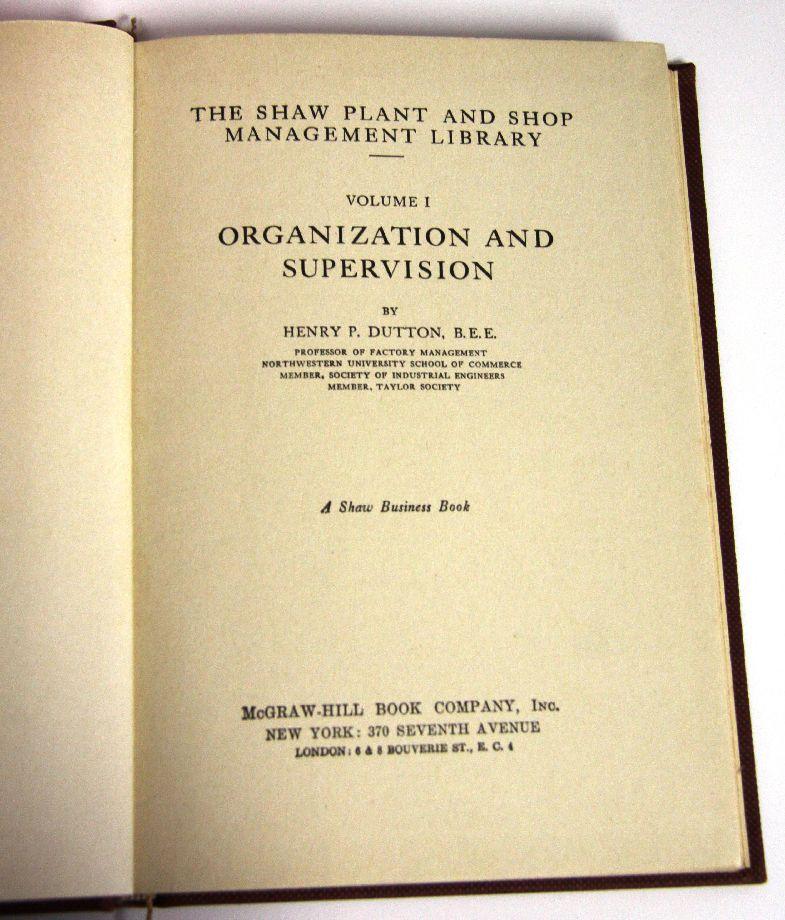 THE SHAW PLANT AND SHOP
MANAGEMENT LIBRARY
VOLUME I
ORGANIZATION AND
SUPERVISION
BY
HENRY P. DUTTON, B.E.E.
PROFESSOR OF FACTORY MANAGEMENT
NORTHWESTERN UNIVERSITY SCHOOL OF COMMERCE
MEMBER, SOCIETY OF INDUSTRIAL ENGINEERS
MEMBER, TAYLOR SOCIETY
A Shaw Business Book
McGRAW-HILL BOOK COMPANY, INC.
NEW YORK: 370 SEVENTH AVENUE
LONDON: 6 & 8 BOUVERIE ST., E. C. 4